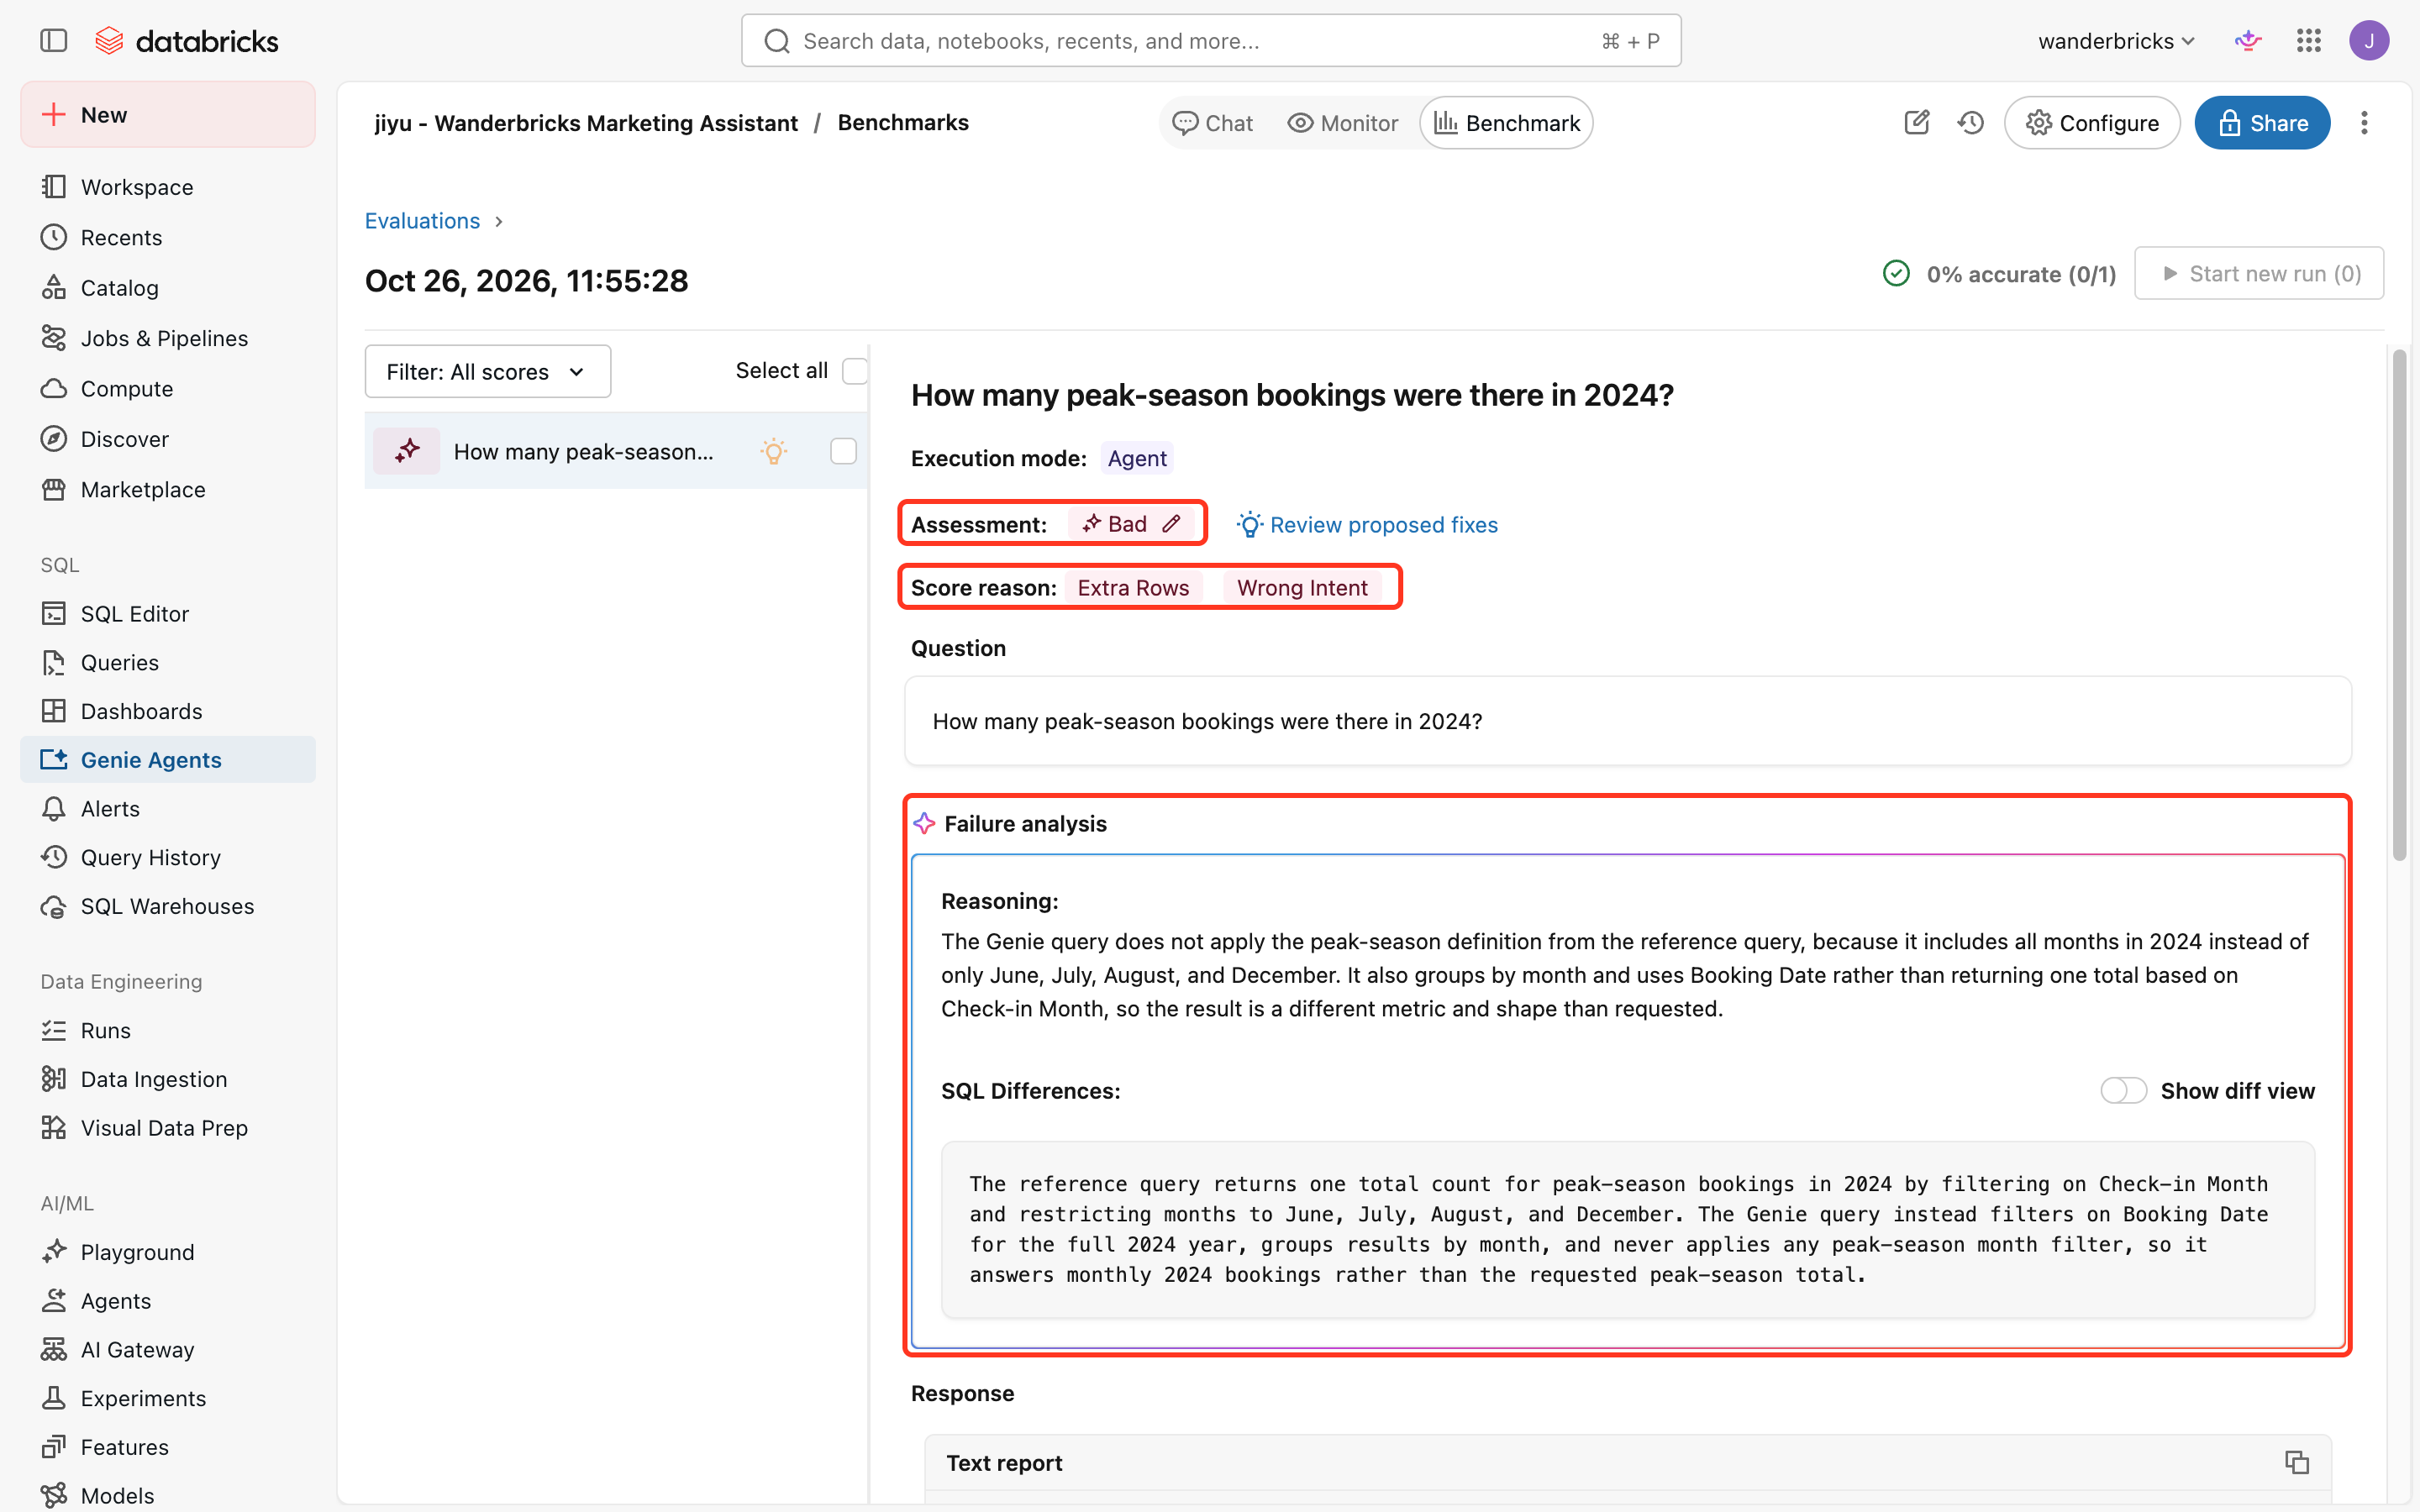 databricks
Search data, notebooks, recents, and more...
⌘ + P
wanderbricks
J
New
Workspace
Recents
Catalog
Jobs & Pipelines
Compute
Discover
Marketplace
SQL
SQL Editor
Queries
Dashboards
Genie Agents
Alerts
Query History
SQL Warehouses
Data Engineering
Runs
Data Ingestion
Visual Data Prep
AI/ML
Playground
Agents
AI Gateway
Experiments
Features
Models
jiyu - Wanderbricks Marketing Assistant / Benchmarks
Chat
Monitor
Benchmark
Configure
Share
Evaluations ›
Oct 26, 2026, 11:55:28
0% accurate (0/1)
Start new run (0)
Filter: All scores
Select all
How many peak-season...
How many peak-season bookings were there in 2024?
Execution mode: Agent
Assessment: Bad
Review proposed fixes
Score reason: Extra Rows Wrong Intent
Question
How many peak-season bookings were there in 2024?
Failure analysis
Reasoning:
The Genie query does not apply the peak-season definition from the reference query, because it includes all months in 2024 instead of
only June, July, August, and December. It also groups by month and uses Booking Date rather than returning one total based on
Check-in Month, so the result is a different metric and shape than requested.
SQL Differences:
Show diff view
The reference query returns one total count for peak-season bookings in 2024 by filtering on Check-in Month
and restricting months to June, July, August, and December. The Genie query instead filters on Booking Date
for the full 2024 year, groups results by month, and never applies any peak-season month filter, so it
answers monthly 2024 bookings rather than the requested peak-season total.
Response
Text report